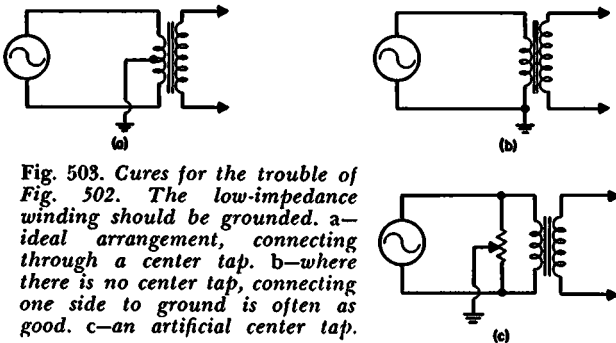 (a)
(b)
Fig. 503. Cures for the trouble of
Fig. 502. The low-impedance
winding should be grounded. a—
ideal arrangement, connecting
through a center tap. b—where
there is no center tap, connecting
one side to ground is often as
good. c—an artificial center tap.
(c)